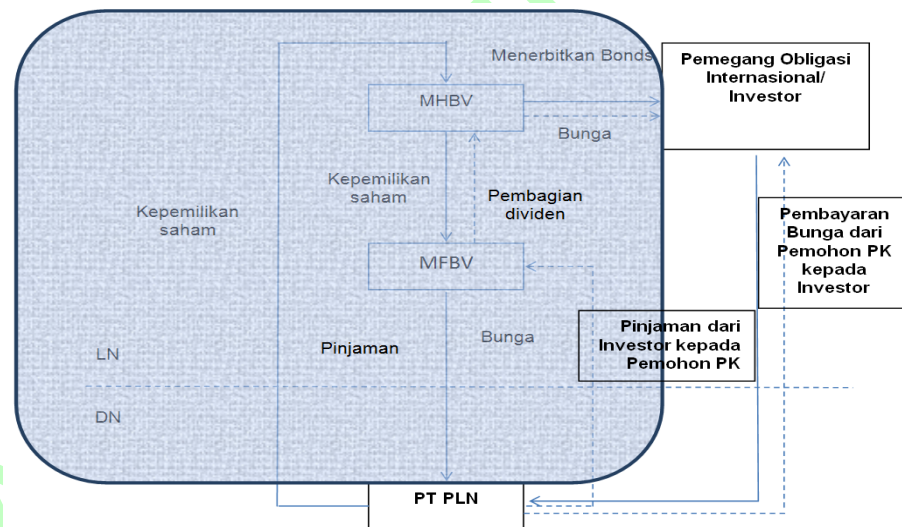 Menerbitkan Bonds
Pemegang Obligasi
Internasional/
Investor
MHBV
Bunga
Kepemilikan
saham
Pembagian
dividen
Kepemilikan
saham
Pembayaran
Bunga dari
Pemohon PK
kepada
Investor
MFBV
Pinjaman
Bunga
Pinjaman dari
Investor kepada
Pemohon PK
LN
DN
PT PLN